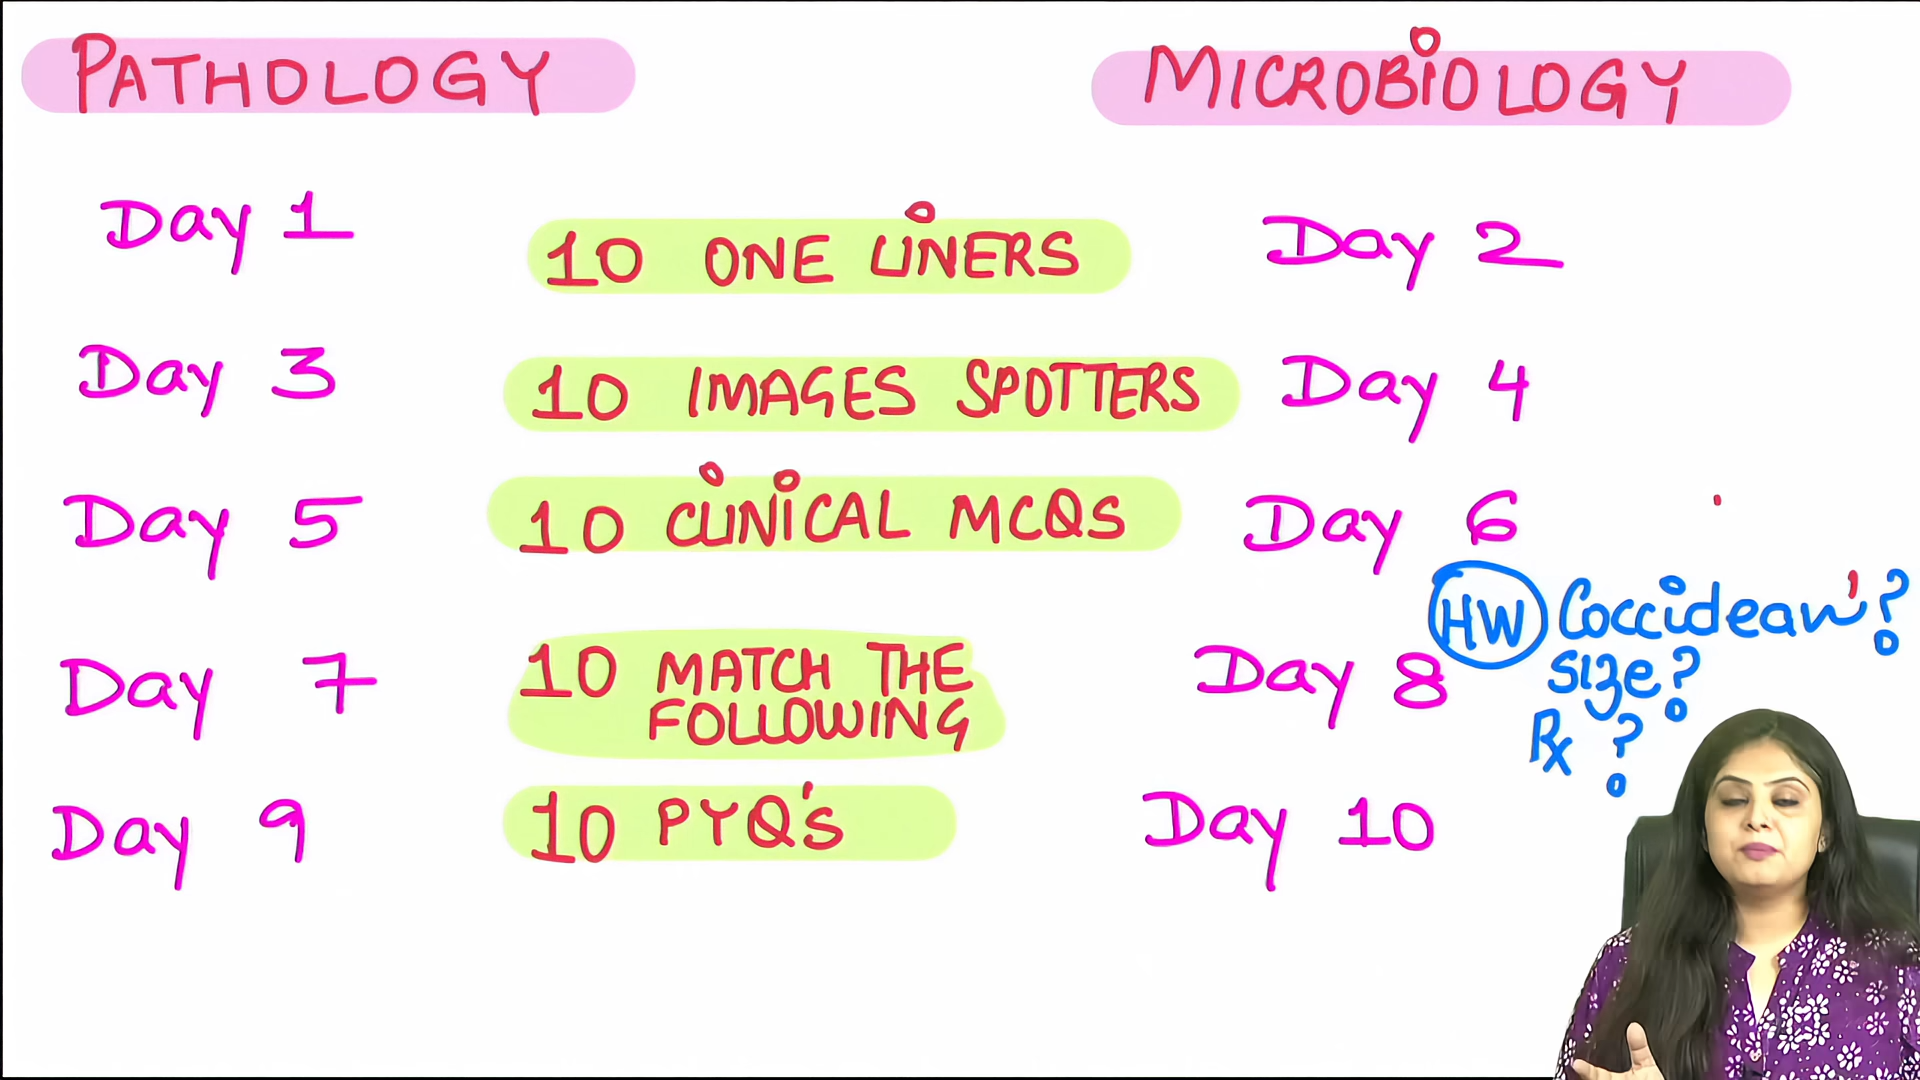 PATHOLOGY
MICROBIOLOGY
Day 1
10 ONE LINERS
Day 2
Day 3
10 IMAGES SPOTTERS
Day 4
Day 5
10 CLINICAL MCQS
Day 6
HW Coccidean'?
size?
Rx ?
Day 7
10 MATCH THE
FOLLOWING
Day 8
Day 9
10 PYQ's
Day 10